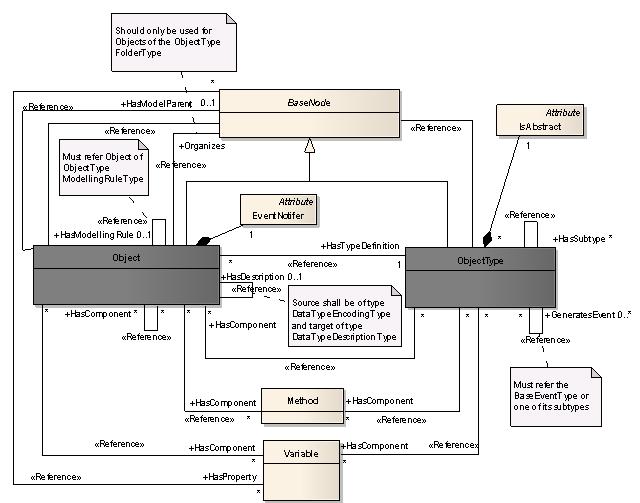 Should only be used for
Objects of the ObjectType
FolderType
*
«Reference»
+HasModelParent 0..1
BaseNode
Attribute
IsAbstract
1
«Reference»
«Reference»
+Organizes
«Reference»
Must refer Object of
ObjectType
ModellingRuleType
Attribute
EventNotifer
1
«Reference»
+HasModelling Rule 0..1
«Reference»
+HasSubtype *
*
+HasTypeDefinition
Object
*
«Reference»
1
ObjectType
+HasDescription 0..1
«Reference»
Source shall be of type
DataTypeEncodingType
and target of type
DataTypeDescriptionType
*
+HasComponent
*
*
*
*
+HasComponent
«Reference»
*
*
*
*
+GeneratesEvent 0..*
«Reference»
«Reference»
Must refer the
BaseEventType or
one of its subtypes
+HasComponent
Method
+HasComponent
«Reference»
*
*
«Reference»
«Reference»
+HasComponent
*
Variable
+HasComponent
*
«Reference»
«Reference»
+HasProperty
*